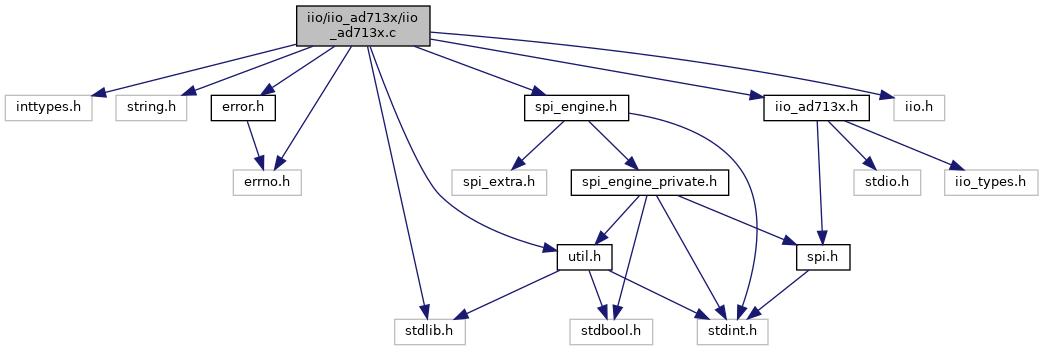 iio/iio_ad713x/iio
_ad713x.c
inttypes.h
string.h
error.h
spi_engine.h
iio_ad713x.h
iio.h
errno.h
spi_extra.h
spi_engine_private.h
stdio.h
iio_types.h
util.h
spi.h
stdlib.h
stdbool.h
stdint.h